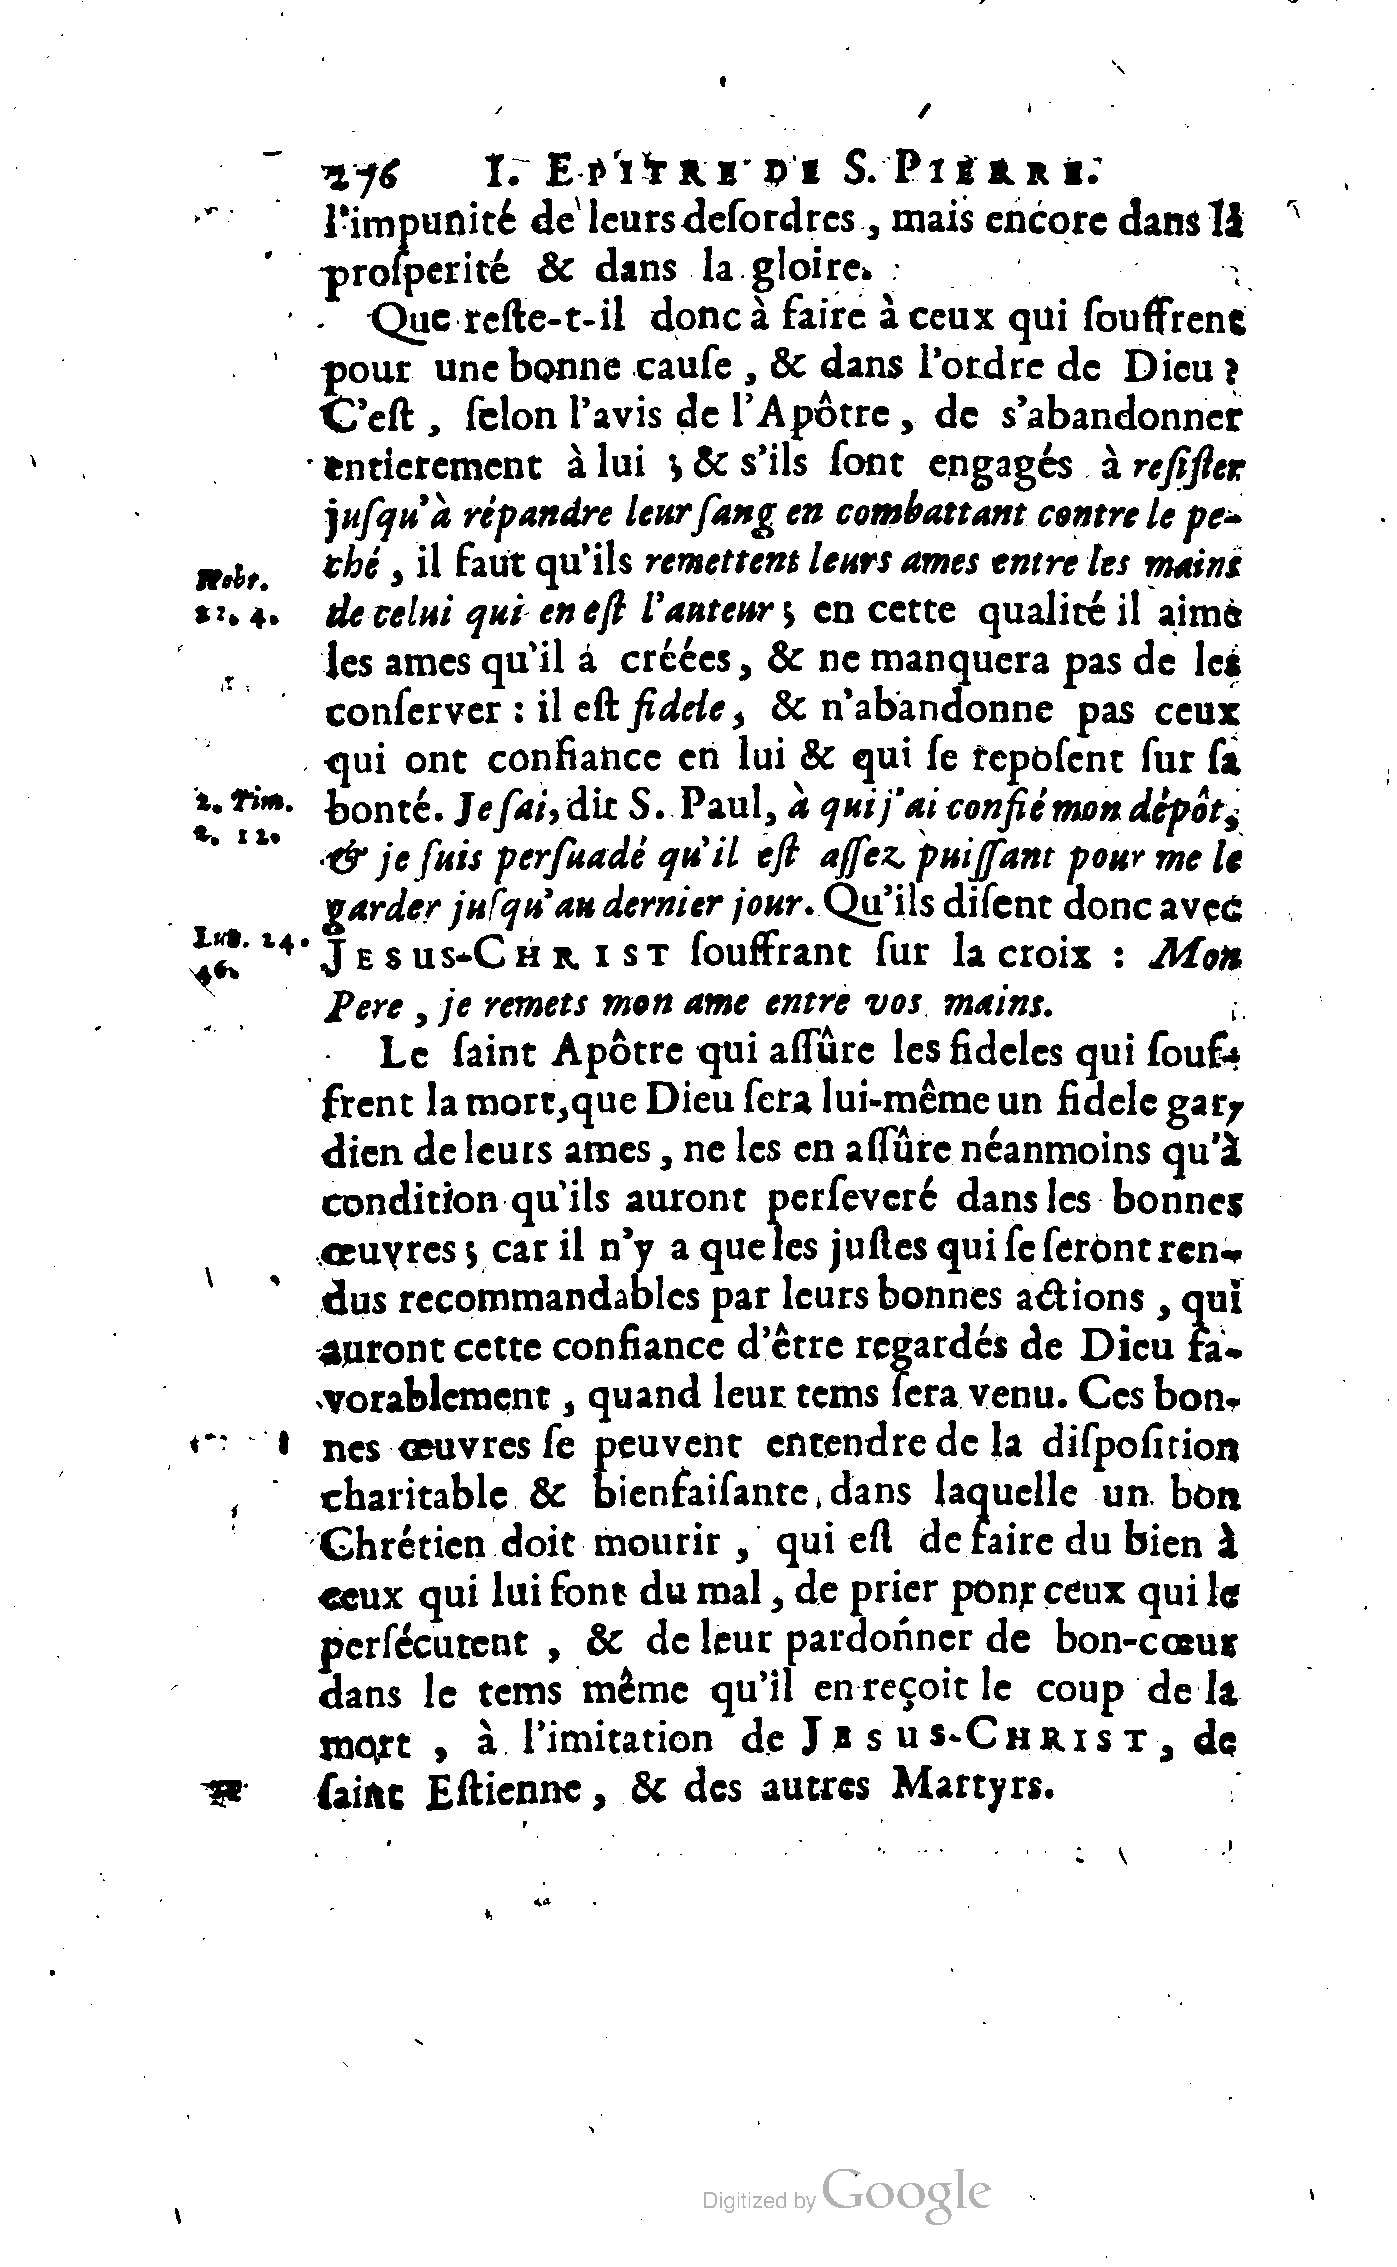 276 I. EPITRE DE S. PIERRE.
l'impunité de leurs deſordres, mais encore dans la
proſperité & dans la gloire.
Que reſte-t-il donc à faire à ceux qui ſouffrent
pour une bonne cauſe, & dans l'ordre de Dieu?
C'eſt, ſelon l'avis de l'Apôtre, de s'abandonner
entierement à lui; & s'ils ſont engagés à reſiſter
juſqu'à répandre leur ſang en combattant contre le pe-
Hebr.
12. 4.
ché, il faut qu'ils remettent leurs ames entre les mains
de celui qui en eſt l'auteur; en cette qualité il aime
les ames qu'il a créées, & ne manquera pas de les
conſerver: il eſt fidele, & n'abandonne pas ceux
qui ont confiance en lui & qui ſe repoſent ſur ſa
2. Tim.
1. 12.
bonté. Je ſai, dit S. Paul, à qui j'ai confié mon dépôt,
& je ſuis perſuadé qu'il eſt aſſez puiſſant pour me le
garder juſqu'au dernier jour. Qu'ils diſent donc avec
Luc. 24.
46.
JESUS-CHRIST ſouffrant ſur la croix: Mon
Pere, je remets mon ame entre vos mains.
Le ſaint Apôtre qui aſſûre les fideles qui ſouf-
frent la mort, que Dieu ſera lui-même un fidele gar-
dien de leurs ames, ne les en aſſûre néanmoins qu'à
condition qu'ils auront perſeveré dans les bonnes
œuvres; car il n'y a que les juſtes qui ſe ſeront ren-
dus recommandables par leurs bonnes actions, qui
auront cette confiance d'être regardés de Dieu fa-
vorablement, quand leur tems ſera venu. Ces bon-
nes œuvres ſe peuvent entendre de la diſpoſition
charitable & bienfaiſante, dans laquelle un bon
Chrétien doit mourir, qui eſt de faire du bien à
ceux qui lui font du mal, de prier ponr ceux qui le
perſécutent, & de leur pardonner de bon-cœur
dans le tems même qu'il en reçoit le coup de la
mort, à l'imitation de JESUS-CHRIST, de
ſaint Eſtienne, & des autres Martyrs.
Digitized by Google